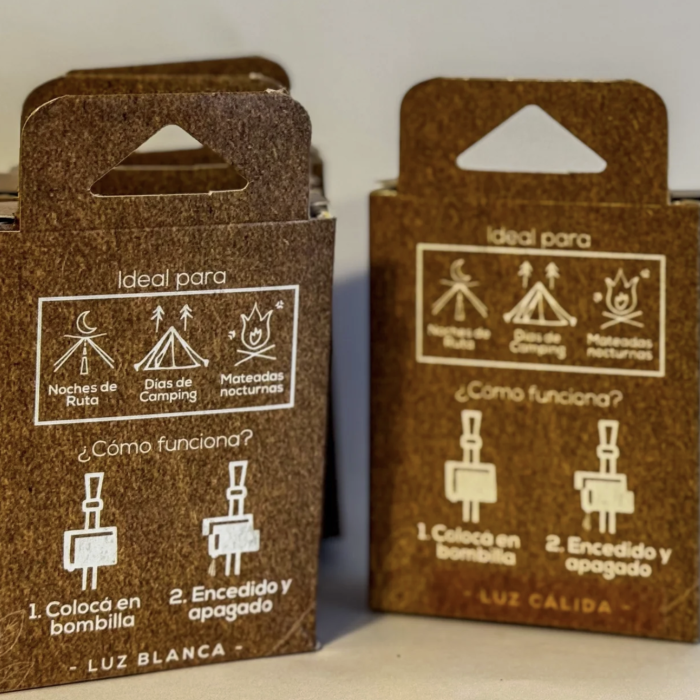 Ideal para
Noches de
Ruta
Días de
Camping
Mateadas
nocturnas
¿Cómo funciona?
1. Colocá en
bombilla
2. Encedido y
apagado
- LUZ BLANCA -
Ideal para
Noches de
Ruta
Días de
Camping
Mateadas
nocturnas
¿Cómo funciona?
1. Colocá en
bombilla
2. Encedido y
apagado
- LUZ CÁLIDA -